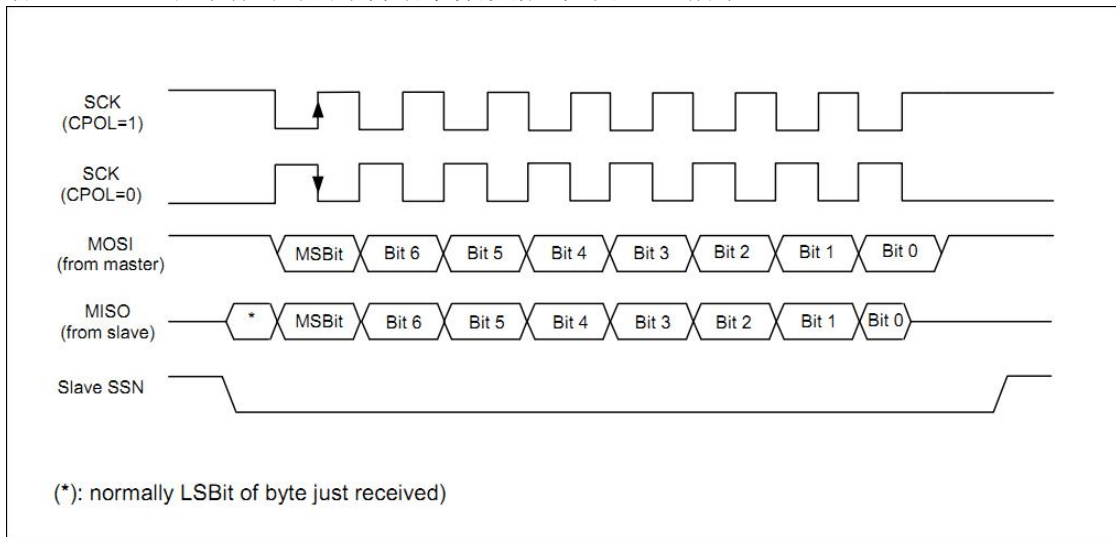 SCK
(CPOL=1)
SCK
(CPOL=0)
MOSI
(from master)
MSBit Bit 6 Bit 5 Bit 4 Bit 3 Bit 2 Bit 1 Bit 0
MISO
(from slave)
* MSBit Bit 6 Bit 5 Bit 4 Bit 3 Bit 2 Bit 1 Bit 0
Slave SSN
(*): normally LSBit of byte just received)